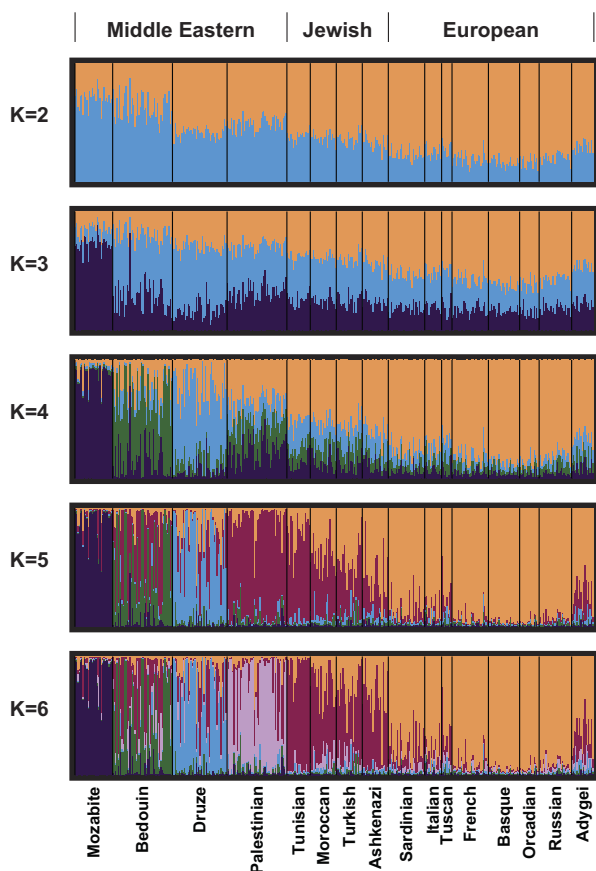 Middle Eastern Jewish European
K=2
K=3
K=4
K=5
K=6
Mozabite
Bedouin
Druze
Palestinian
Tunisian
Moroccan
Turkish
Ashkenazi
Sardinian
Italian
Tuscan
French
Basque
Orcadian
Russian
Adygei